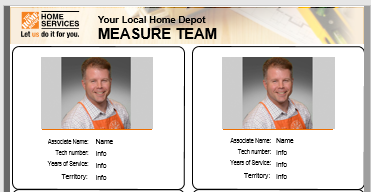 HOME
SERVICES
Let us do it for you.
Your Local Home Depot
MEASURE TEAM
Associate Name: Name
Tech number: Info
Years of Service: Info
Territory: Info
Associate Name: Name
Tech number: Info
Years of Service: Info
Territory: Info